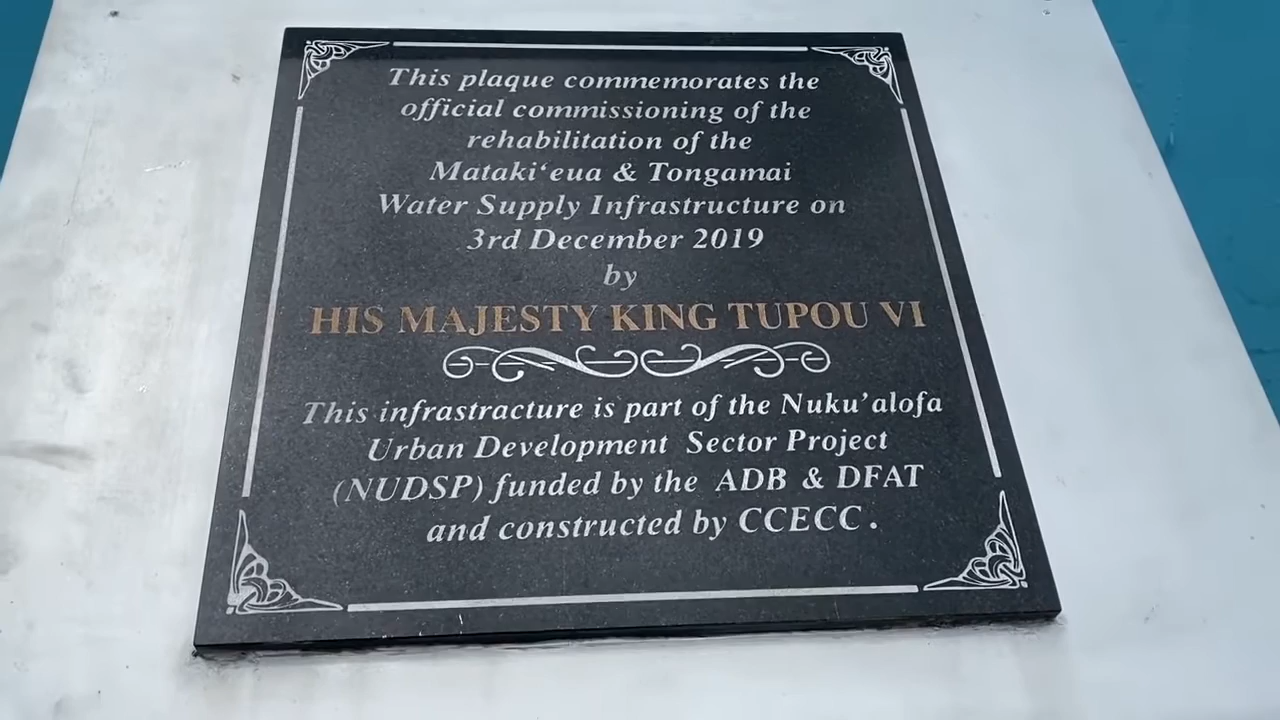 This plaque commemorates the
official commissioning of the
rehabilitation of the
Mataki‘eua & Tongamai
Water Supply Infrastructure on
3rd December 2019
by
HIS MAJESTY KING TUPOU VI
This infrastracture is part of the Nuku’alofa
Urban Development Sector Project
(NUDSP) funded by the ADB & DFAT
and constructed by CCECC.